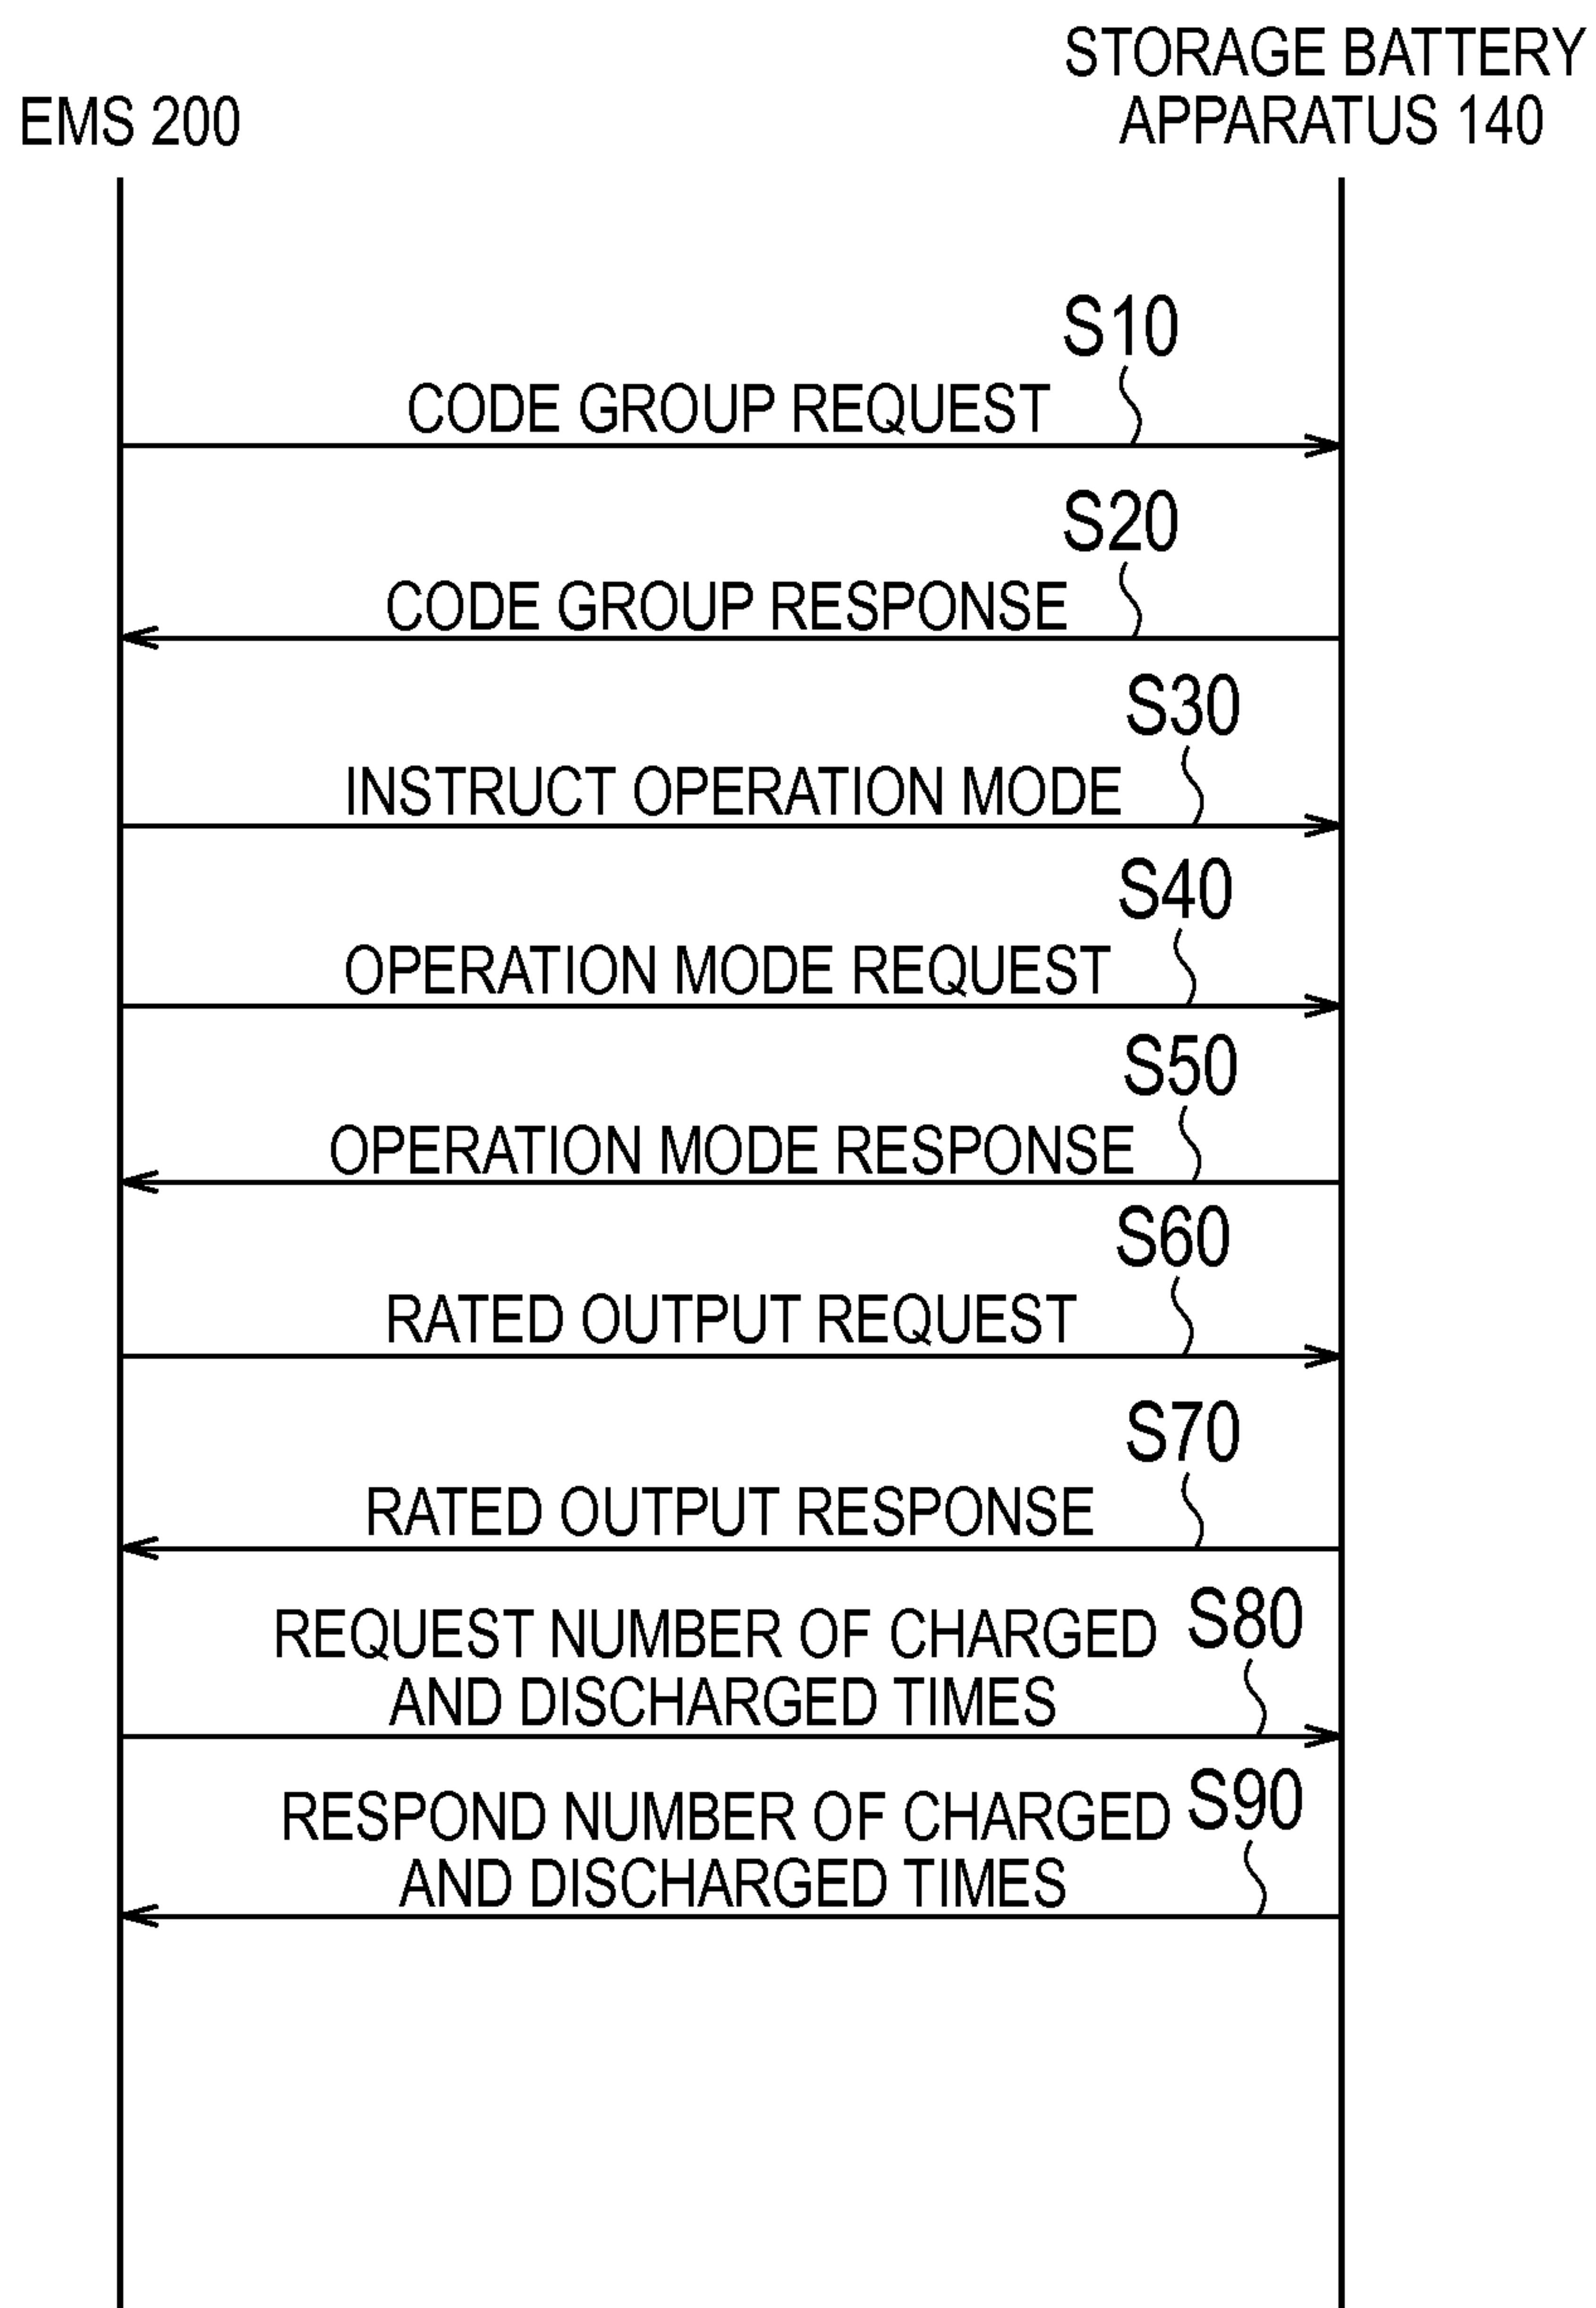 STORAGE BATTERY
APPARATUS 140
EMS 200
S10
CODE GROUP REQUEST
S20
CODE GROUP RESPONSE
S30
INSTRUCT OPERATION MODE
S40
OPERATION MODE REQUEST
S50
OPERATION MODE RESPONSE
S60
RATED OUTPUT REQUEST
S70
RATED OUTPUT RESPONSE
S80
REQUEST NUMBER OF CHARGED
AND DISCHARGED TIMES
S90
RESPOND NUMBER OF CHARGED
AND DISCHARGED TIMES